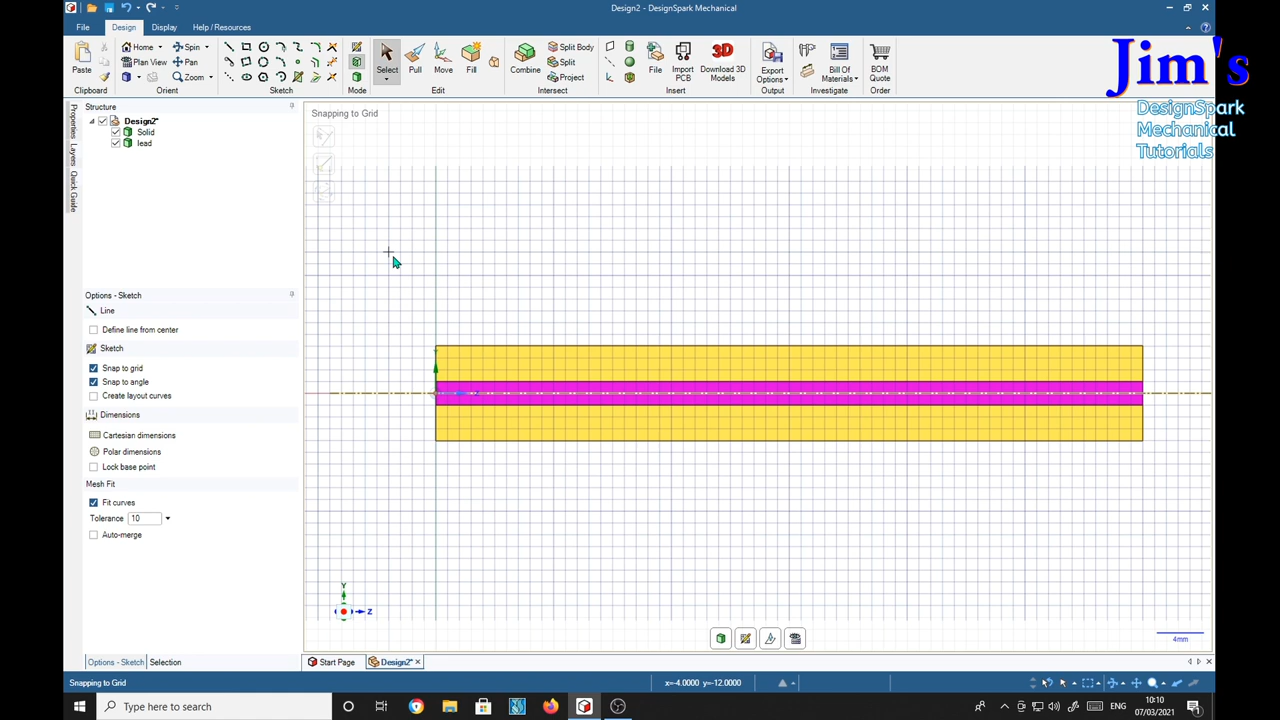 Design2 - DesignSpark Mechanical
File
Design
Display
Help / Resources
Paste
Clipboard
Home
Plan View
Spin
Pan
Zoom
Orient
Sketch
Mode
Select
Pull
Move
Fill
Edit
Combine
Split Body
Split
Project
Intersect
File
Import PCB
Download 3D Models
Insert
Export Options
Output
Bill Of Materials
Investigate
BOM Quote
Order
Jim's
DesignSpark
Mechanical
Tutorials
Structure
Design2*
Solid
lead
Properties
Layers
Quick Guide
Snapping to Grid
Options - Sketch
Line
Define line from center
Sketch
Snap to grid
Snap to angle
Create layout curves
Dimensions
Cartesian dimensions
Polar dimensions
Lock base point
Mesh Fit
Fit curves
Tolerance 10
Auto-merge
Y
Z
4mm
Options - Sketch
Selection
Start Page
Design2*
Snapping to Grid
x=-4.0000 y=-12.0000
Type here to search
ENG
10:10
07/03/2021